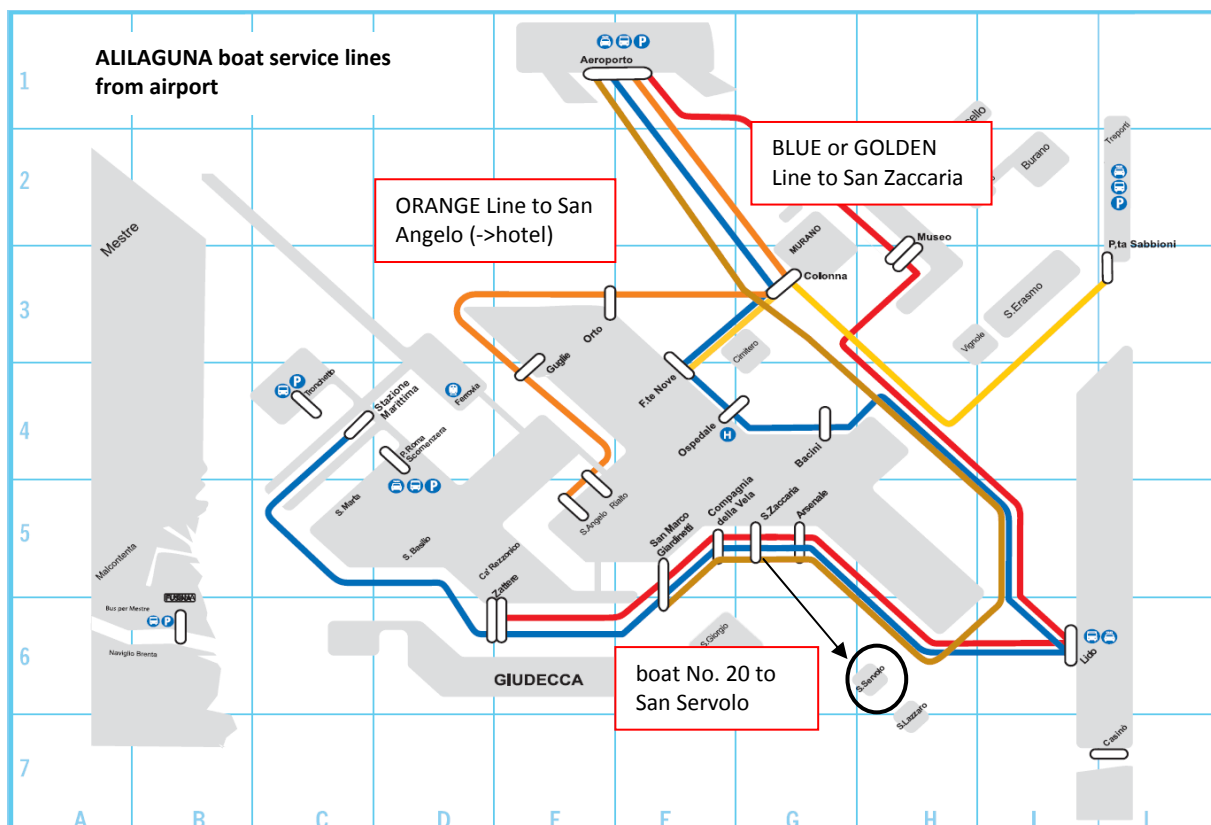 ALILAGUNA boat service lines
from airport
Aeroporto
P
1
2
3
4
5
6
7
BLUE or GOLDEN
Line to San Zaccaria
ORANGE Line to San
Angelo (->hotel)
Burano
Treporti
P
Mestre
MURANO
Museo
P,ta Sabbioni
Colonna
S.Erasmo
Vignole
Orto
Cimitero
Guglie
F.te Nove
P
Tronchetto
Stazione
Marittima
Ferrovia
P.Roma
Scomenzera
P
Ospedale
H
Bacini
S. Marta
S.Angelo
Rialto
Compagnia
della Vela
S.Zaccaria
Arsenale
San Marco
Giardinetti
S. Basilio
Ca' Rezzonico
Zattere
Malcontenta
FUSINA
Bus per Mestre
P
Naviglio Brenta
S.Giorgio
GIUDECCA
boat No. 20 to
San Servolo
S.Servolo
S.Lazzaro
Lido
Casinò
A B C D E F G H I L